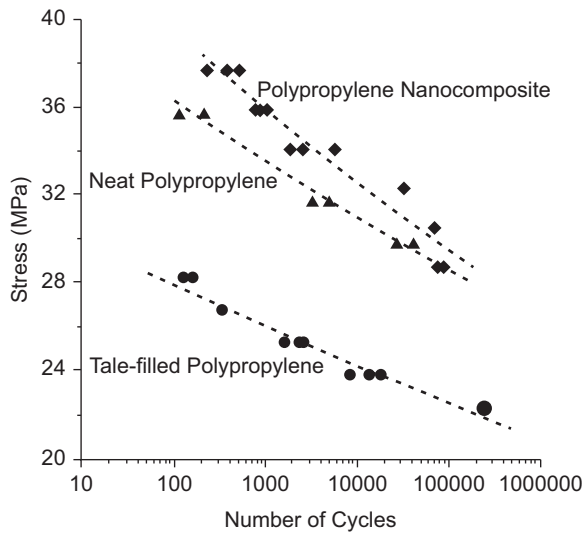 40
36
32
28
24
20
Stress (MPa)
Polypropylene Nanocomposite
Neat Polypropylene
Tale-filled Polypropylene
10 100 1000 10000 100000 1000000
Number of Cycles